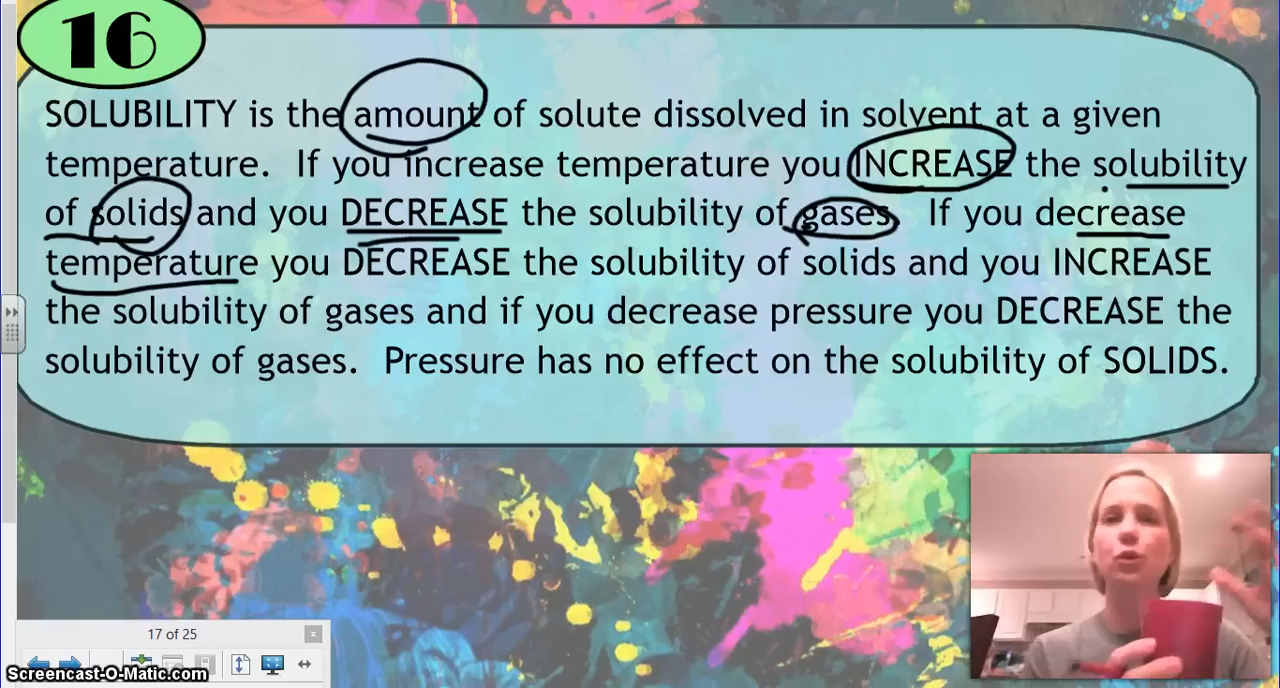 16
SOLUBILITY is the amount of solute dissolved in solvent at a given
temperature. If you increase temperature you INCREASE the solubility
of solids and you DECREASE the solubility of gases. If you decrease
temperature you DECREASE the solubility of solids and you INCREASE
the solubility of gases and if you decrease pressure you DECREASE the
solubility of gases. Pressure has no effect on the solubility of SOLIDS.
17 of 25
x
Screencast-O-Matic.com